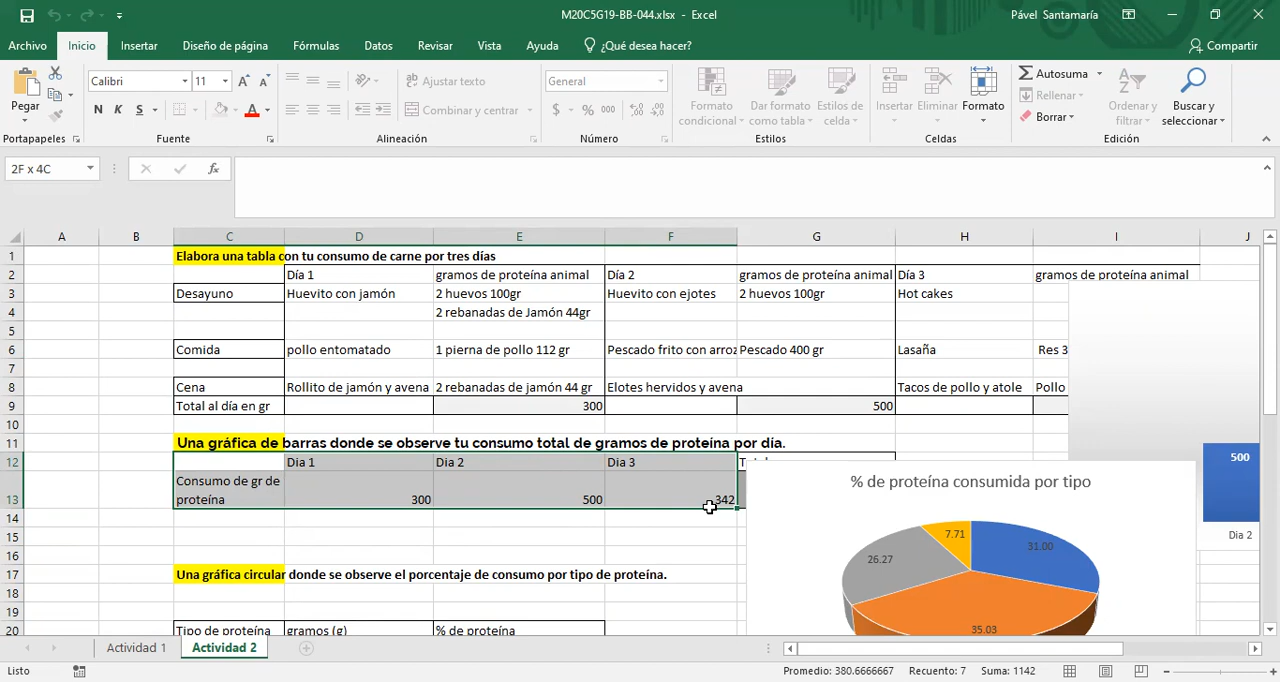 M20C5G19-BB-044.xlsx - Excel
Pável Santamaría
Archivo Inicio Insertar Diseño de página Fórmulas Datos Revisar Vista Ayuda ¿Qué desea hacer? Compartir
Pegar
Calibri 11
N K S
Ajustar texto
Combinar y centrar
General
$ % 000
Formato condicional
Dar formato como tabla
Estilos de celda
Insertar Eliminar Formato
Autosuma
Rellenar
Borrar
Ordenar y filtrar
Buscar y seleccionar
Portapapeles Fuente Alineación Número Estilos Celdas Edición
2F x 4C fx
A B C D E F G H I J
1 Elabora una tabla con tu consumo de carne por tres días
2 Día 1 gramos de proteína animal Día 2 gramos de proteína animal Día 3 gramos de proteína animal
3 Desayuno Huevito con jamón 2 huevos 100gr Huevito con ejotes 2 huevos 100gr Hot cakes
4 2 rebanadas de Jamón 44gr
5
6 Comida pollo entomatado 1 pierna de pollo 112 gr Pescado frito con arroz Pescado 400 gr Lasaña Res 3
7
8 Cena Rollito de jamón y avena 2 rebanadas de jamón 44 gr Elotes hervidos y avena Tacos de pollo y atole Pollo
9 Total al día en gr 300 500
10
11 Una gráfica de barras donde se observe tu consumo total de gramos de proteína por día.
12 Dia 1 Dia 2 Dia 3
13 Consumo de gr de proteína 300 500 342
14
15
16
17 Una gráfica circular donde se observe el porcentaje de consumo por tipo de proteína.
18
19
20 Tipo de proteína gramos (g) % de proteína
% de proteína consumida por tipo
7.71
31.00
26.27
35.03
500
Dia 2
Actividad 1 Actividad 2
Listo Promedio: 380.6666667 Recuento: 7 Suma: 1142